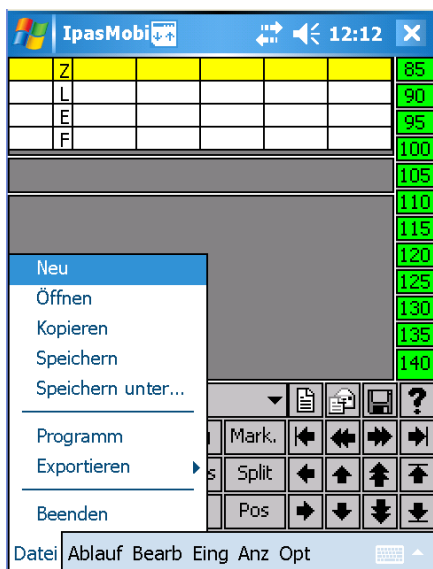 IpasMobi 12:12
Z 85
L 90
E 95
F 100
105
110
115
120
Neu 125
Öffnen 130
Kopieren 135
Speichern 140
Speichern unter... ?
Programm Mark.
Exportieren s Split
Beenden Pos
Datei Ablauf Bearb Eing Anz Opt